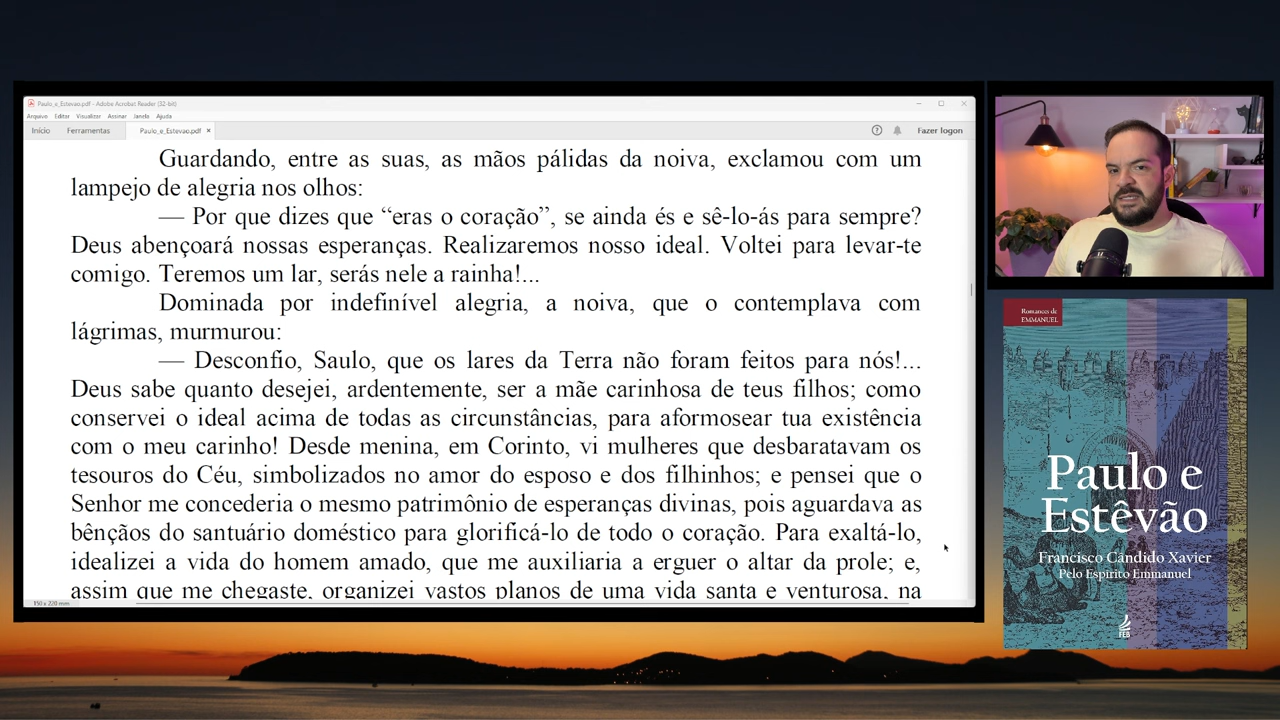 Paulo_e_Estevao.pdf - Adobe Acrobat Reader (32-bit)
Arquivo Editar Visualizar Assinar Janela Ajuda
Início Ferramentas Paulo_e_Estevao.pdf × Fazer logon
Guardando, entre as suas, as mãos pálidas da noiva, exclamou com um
lampejo de alegria nos olhos:
— Por que dizes que “eras o coração”, se ainda és e sê-lo-ás para sempre?
Deus abençoará nossas esperanças. Realizaremos nosso ideal. Voltei para levar-te
comigo. Teremos um lar, serás nele a rainha!...
Dominada por indefinível alegria, a noiva, que o contemplava com
lágrimas, murmurou:
— Desconfio, Saulo, que os lares da Terra não foram feitos para nós!...
Deus sabe quanto desejei, ardentemente, ser a mãe carinhosa de teus filhos; como
conservei o ideal acima de todas as circunstâncias, para aformosear tua existência
com o meu carinho! Desde menina, em Corinto, vi mulheres que desbaratavam os
tesouros do Céu, simbolizados no amor do esposo e dos filhinhos; e pensei que o
Senhor me concederia o mesmo patrimônio de esperanças divinas, pois aguardava as
bênçãos do santuário doméstico para glorificá-lo de todo o coração. Para exaltá-lo,
idealizei a vida do homem amado, que me auxiliaria a erguer o altar da prole; e,
assim que me chegaste, organizei vastos planos de uma vida santa e venturosa, na
150 x 220 mm
Romances de
EMMANUEL
Paulo e
Estêvão
Francisco Cândido Xavier
Pelo Espírito Emmanuel
FEB